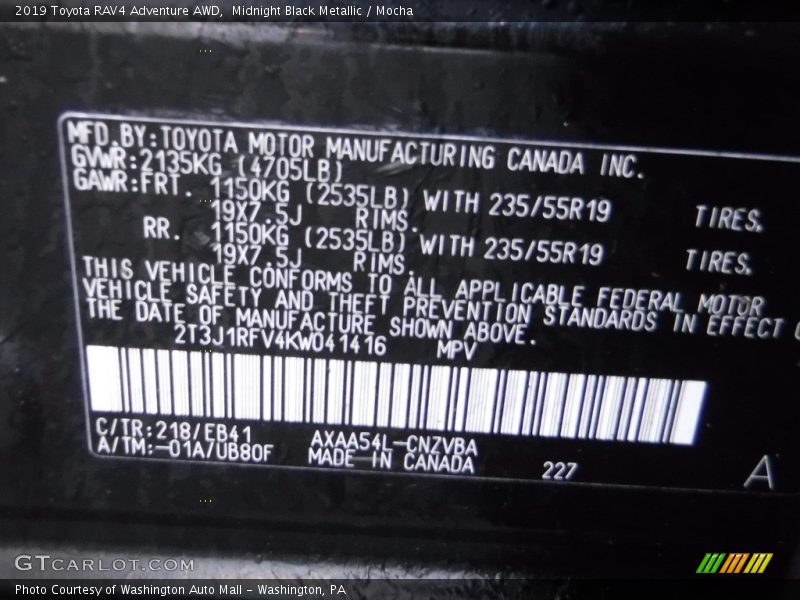 2019 Toyota RAV4 Adventure AWD, Midnight Black Metallic / Mocha
MFD.BY:TOYOTA MOTOR MANUFACTURING CANADA INC.
GVWR:2135KG (4705LB)
GAWR:FRT. 1150KG (2535LB) WITH 235/55R19 TIRES.
19X7.5J RIMS.
RR. 1150KG (2535LB) WITH 235/55R19 TIRES.
19X7.5J RIMS.
THIS VEHICLE CONFORMS TO ALL APPLICABLE FEDERAL MOTOR
VEHICLE SAFETY AND THEFT PREVENTION STANDARDS IN EFFECT
THE DATE OF MANUFACTURE SHOWN ABOVE.
2T3J1RFV4KW041416 MPV
C/TR:218/EB41 AXAA54L-CNZVBA
A/TM:-01A/UB80F MADE IN CANADA 227 A
GTCARLOT.COM
Photo Courtesy of Washington Auto Mall - Washington, PA